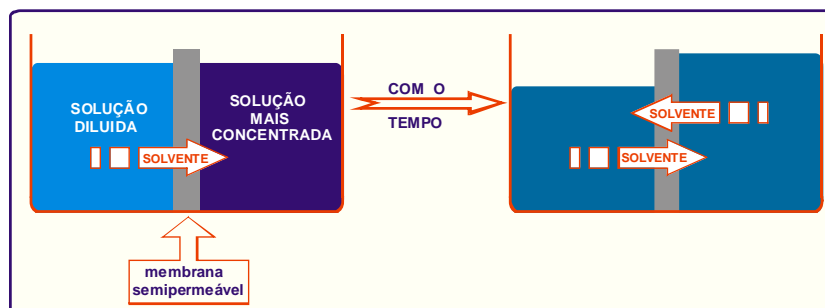 SOLUÇÃO
DILUIDA
SOLUÇÃO
MAIS
CONCENTRADA
SOLVENTE
COM O
TEMPO
SOLVENTE
SOLVENTE
membrana
semipermeável